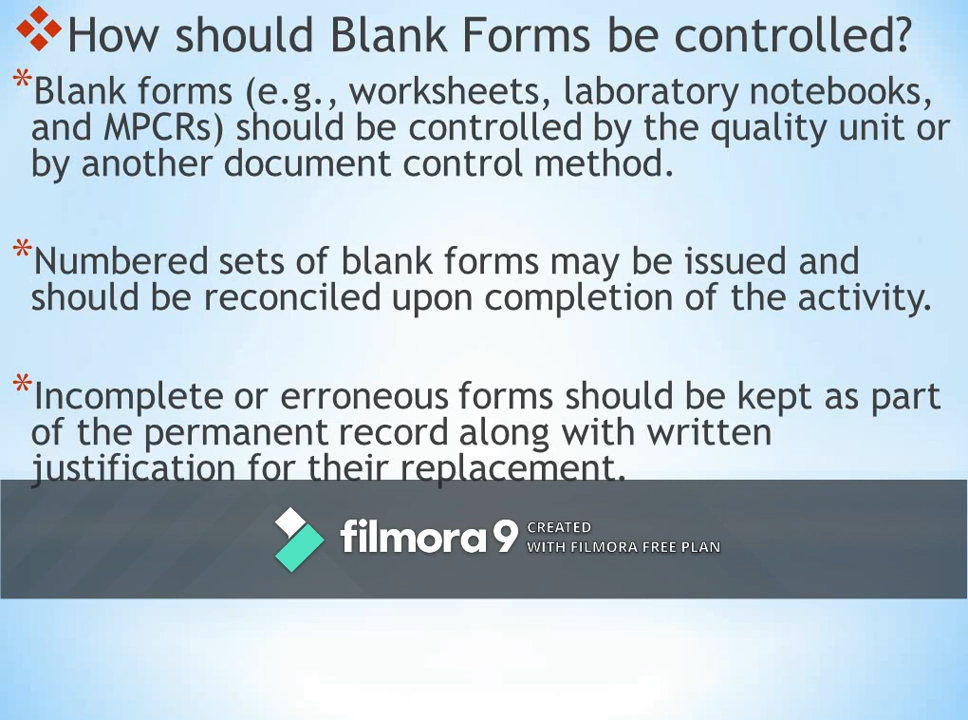 ❖How should Blank Forms be controlled?
*Blank forms (e.g., worksheets, laboratory notebooks,
and MPCRs) should be controlled by the quality unit or
by another document control method.
*Numbered sets of blank forms may be issued and
should be reconciled upon completion of the activity.
*Incomplete or erroneous forms should be kept as part
of the permanent record along with written
justification for their replacement.
filmora9 CREATED
WITH FILMORA FREE PLAN